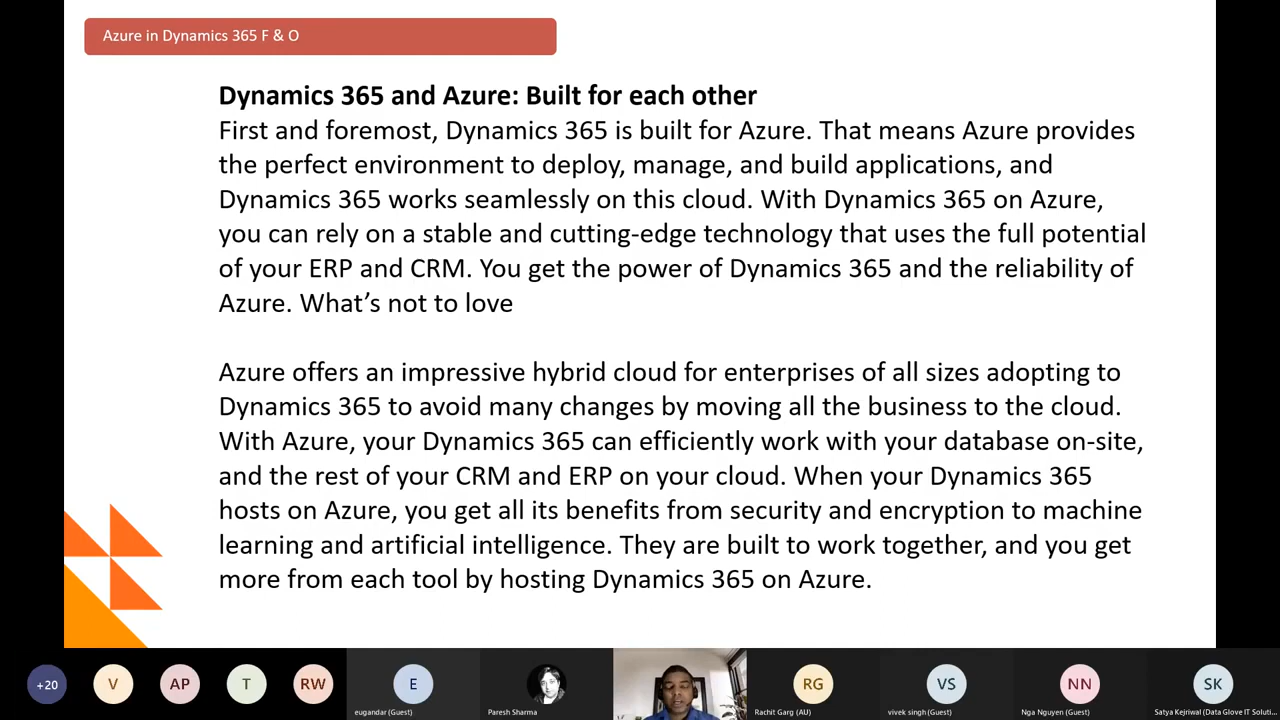 Azure in Dynamics 365 F & O
Dynamics 365 and Azure: Built for each other
First and foremost, Dynamics 365 is built for Azure. That means Azure provides
the perfect environment to deploy, manage, and build applications, and
Dynamics 365 works seamlessly on this cloud. With Dynamics 365 on Azure,
you can rely on a stable and cutting-edge technology that uses the full potential
of your ERP and CRM. You get the power of Dynamics 365 and the reliability of
Azure. What’s not to love
Azure offers an impressive hybrid cloud for enterprises of all sizes adopting to
Dynamics 365 to avoid many changes by moving all the business to the cloud.
With Azure, your Dynamics 365 can efficiently work with your database on-site,
and the rest of your CRM and ERP on your cloud. When your Dynamics 365
hosts on Azure, you get all its benefits from security and encryption to machine
learning and artificial intelligence. They are built to work together, and you get
more from each tool by hosting Dynamics 365 on Azure.
+20 V AP T RW E RG VS NN SK
eugandar (Guest) Paresh Sharma Rachit Garg (AU) vivek singh (Guest) Nga Nguyen (Guest) Satya Kejriwal (Data Glove IT Soluti...